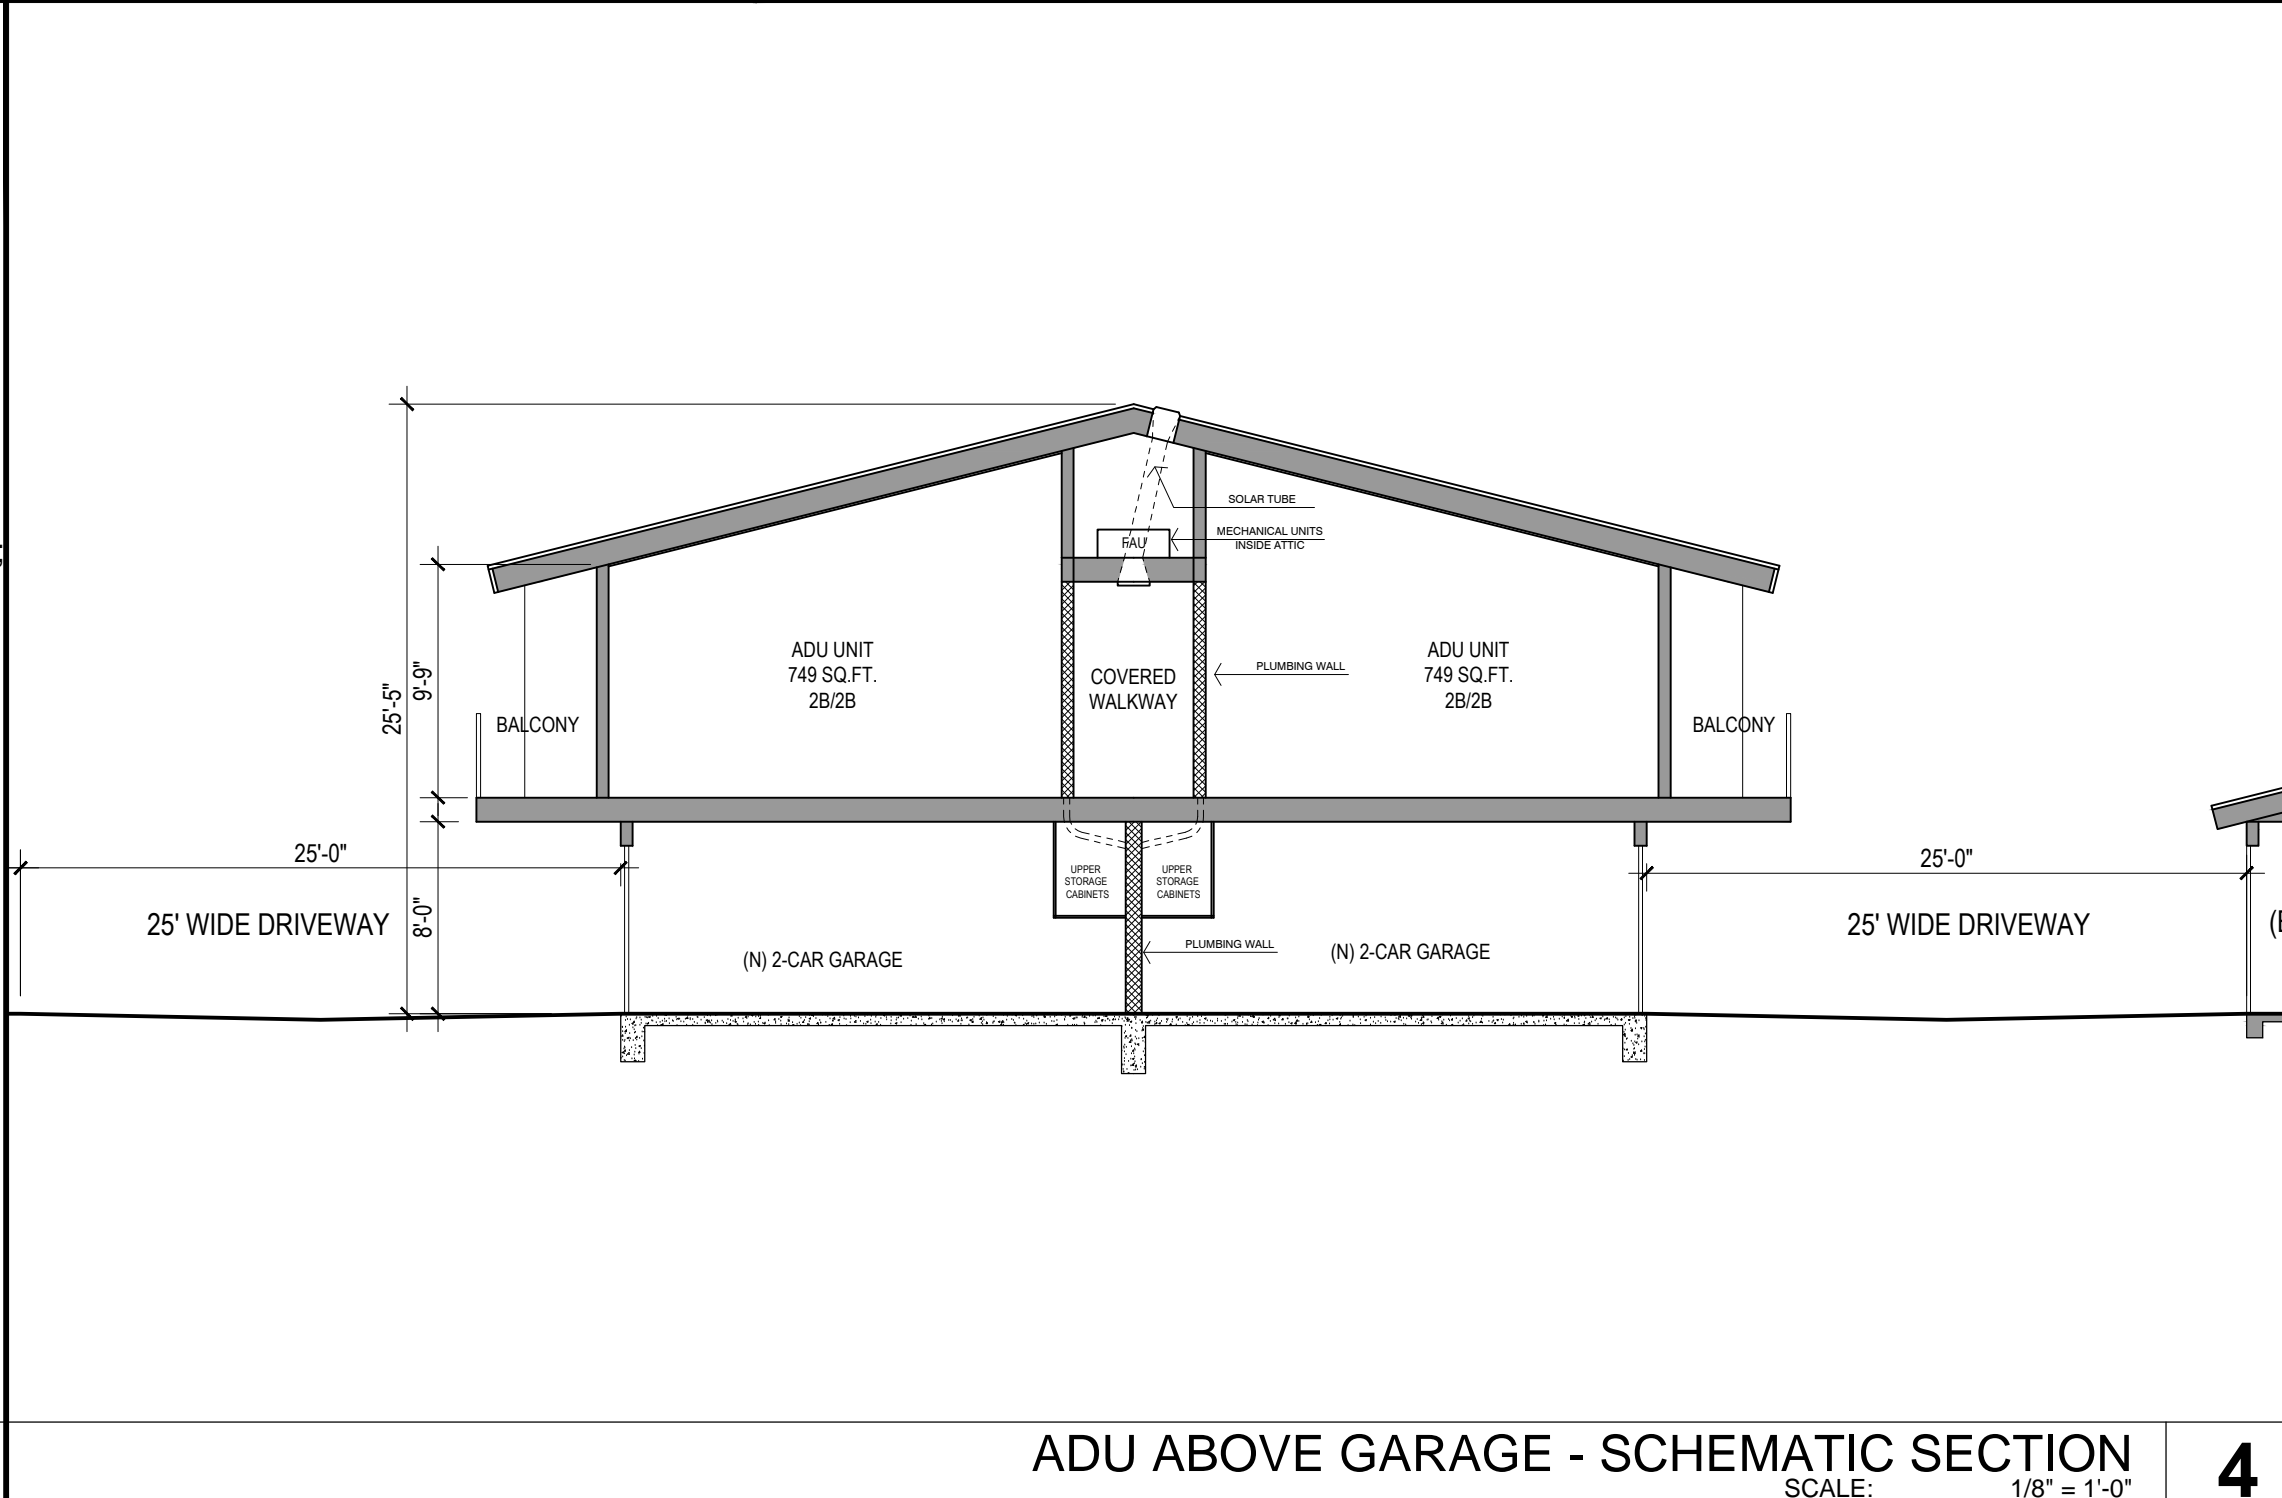 SOLAR TUBE
MECHANICAL UNITS
INSIDE ATTIC
FAU
25'-5"
9'-9"
ADU UNIT
749 SQ.FT.
2B/2B
COVERED
WALKWAY
PLUMBING WALL
ADU UNIT
749 SQ.FT.
2B/2B
BALCONY
BALCONY
25'-0"
25'-0"
8'-0"
UPPER
STORAGE
CABINETS
UPPER
STORAGE
CABINETS
25' WIDE DRIVEWAY
25' WIDE DRIVEWAY
(N) 2-CAR GARAGE
PLUMBING WALL
(N) 2-CAR GARAGE
ADU ABOVE GARAGE - SCHEMATIC SECTION
SCALE: 1/8" = 1'-0"
4